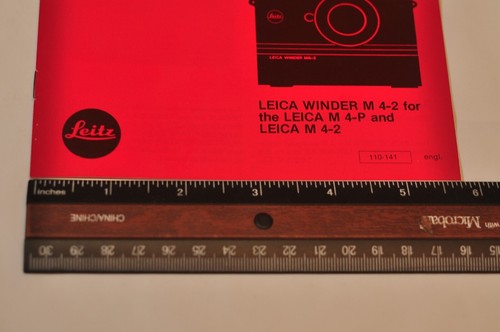 Leitz
LEICA WINDER M4-2
LEICA WINDER M 4-2 for
the LEICA M 4-P and
LEICA M 4-2
Leitz
110-141 engl.
inches 1 2 3 4 5 6
CHINA/CHINE with Microba
30 29 28 27 26 25 24 23 22 21 20 19 18 17 16 15